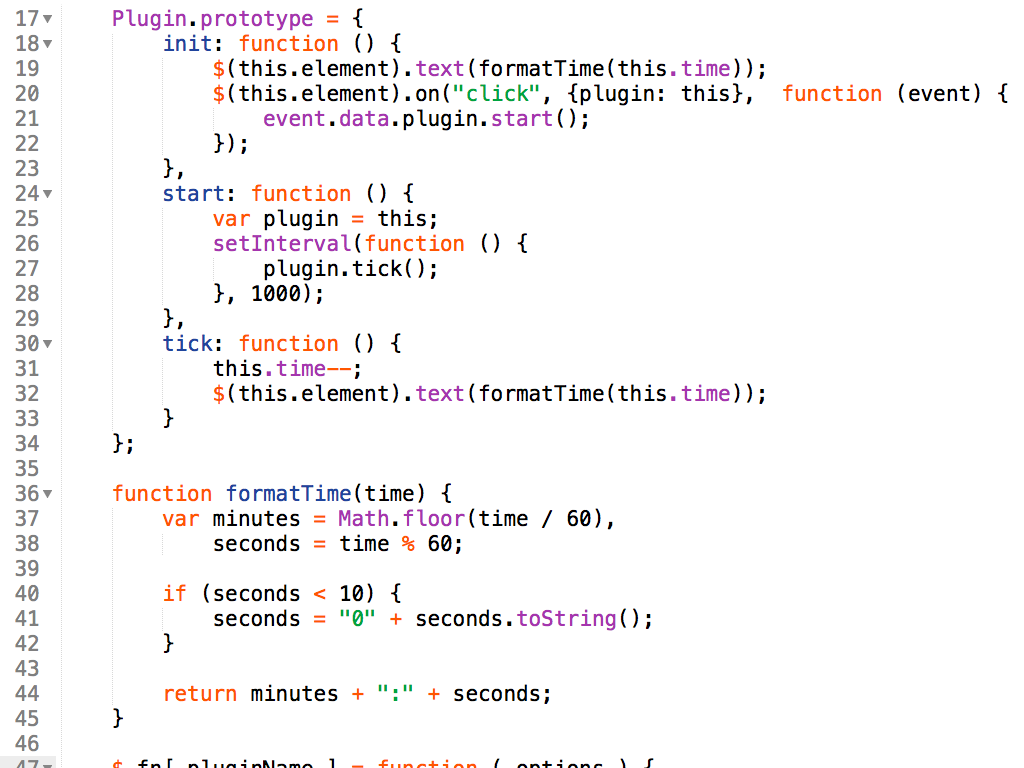 17 Plugin.prototype = {
18 init: function () {
19 $(this.element).text(formatTime(this.time));
20 $(this.element).on("click", {plugin: this},  function (event) {
21 event.data.plugin.start();
22 });
23 },
24 start: function () {
25 var plugin = this;
26 setInterval(function () {
27 plugin.tick();
28 }, 1000);
29 },
30 tick: function () {
31 this.time--;
32 $(this.element).text(formatTime(this.time));
33 }
34 };
35
36 function formatTime(time) {
37 var minutes = Math.floor(time / 60),
38 seconds = time % 60;
39
40 if (seconds < 10) {
41 seconds = "0" + seconds.toString();
42 }
43
44 return minutes + ":" + seconds;
45 }
46
47 $.fn[ pluginName ] = function ( options ) {